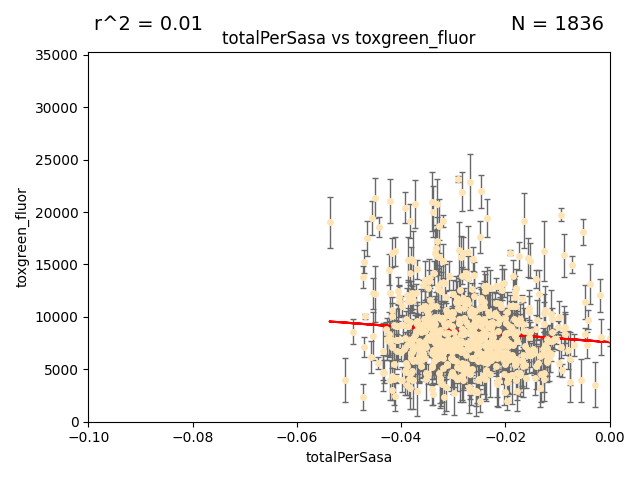 r^2 = 0.01
N = 1836
totalPerSasa vs toxgreen_fluor
35000
30000
25000
20000
15000
10000
5000
0
toxgreen_fluor
−0.10
−0.08
−0.06
−0.04
−0.02
0.00
totalPerSasa